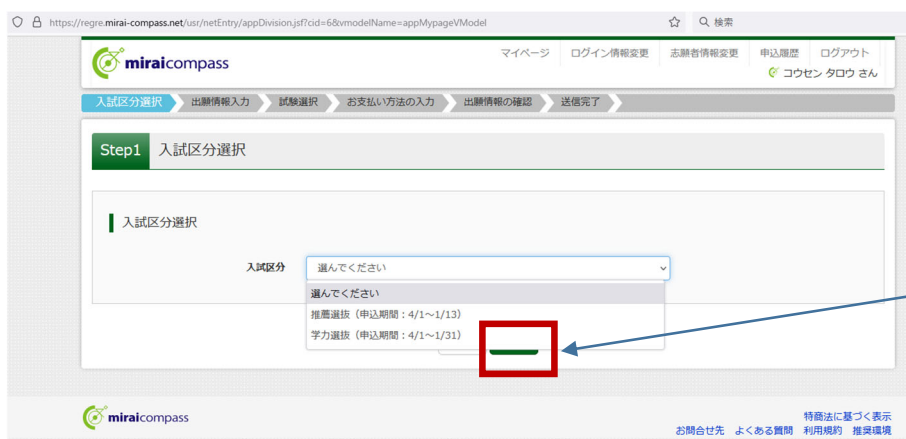 https://regre.mirai-compass.net/usr/netEntry/appDivision.jsf?cid=6&vmodelName=appMypageVModel 検索
miraicompass マイページ ログイン情報変更 志願者情報変更 申込履歴 ログアウト
コウセン タロウ さん
入試区分選択 出願情報入力 試験選択 お支払い方法の入力 出願情報の確認 送信完了
Step1 入試区分選択
入試区分選択
入試区分 選んでください
選んでください
推薦選抜（申込期間：4/1～1/13）
学力選抜（申込期間：4/1～1/31）
miraicompass 特商法に基づく表示
お問合せ先 よくある質問 利用規約 推奨環境